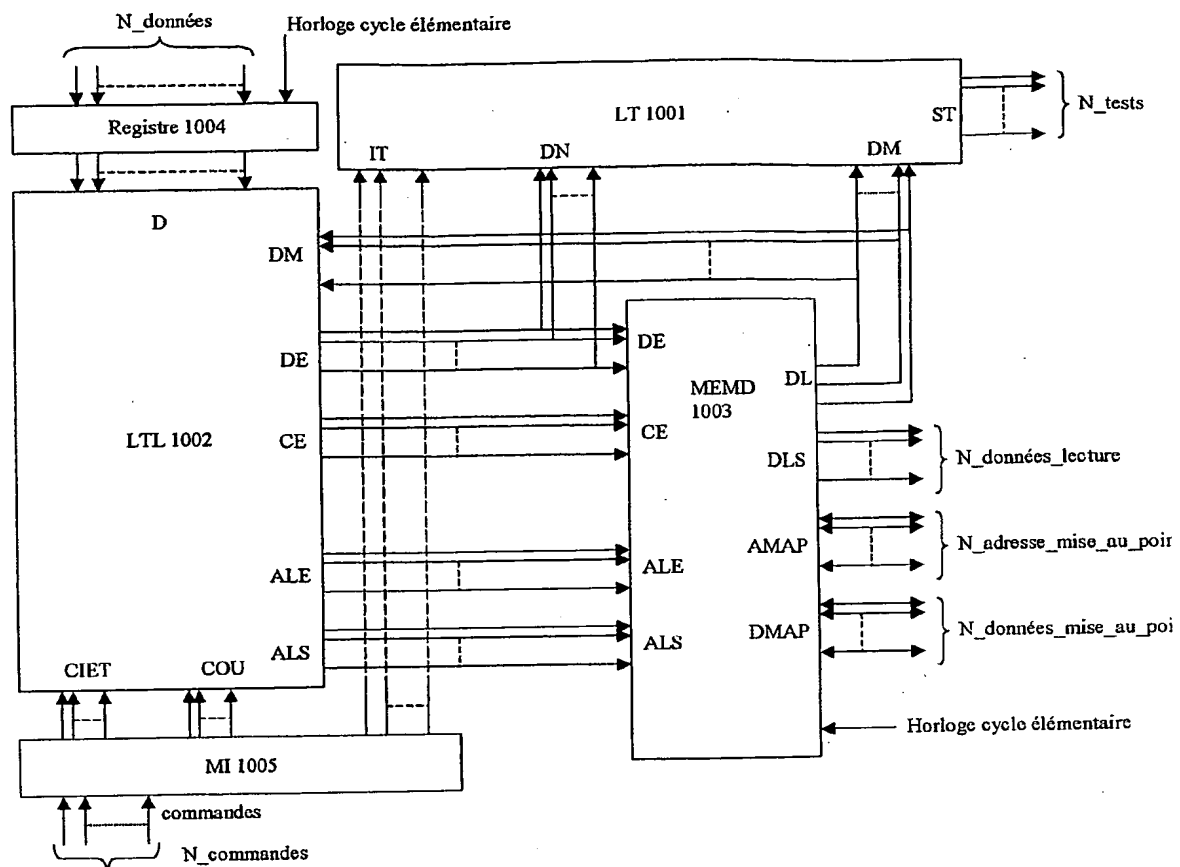 N_données
Horloge cycle élémentaire
Registre 1004
LT 1001
ST
N_tests
IT
DN
DM
D
DM
DE
DE
DL
MEMD
1003
LTL 1002
CE
CE
DLS
N_données_lecture
ALE
ALE
AMAP
N_adresse_mise_au_poir
ALS
ALS
DMAP
N_données_mise_au_poi
CIET
COU
Horloge cycle élémentaire
MI 1005
commandes
N_commandes